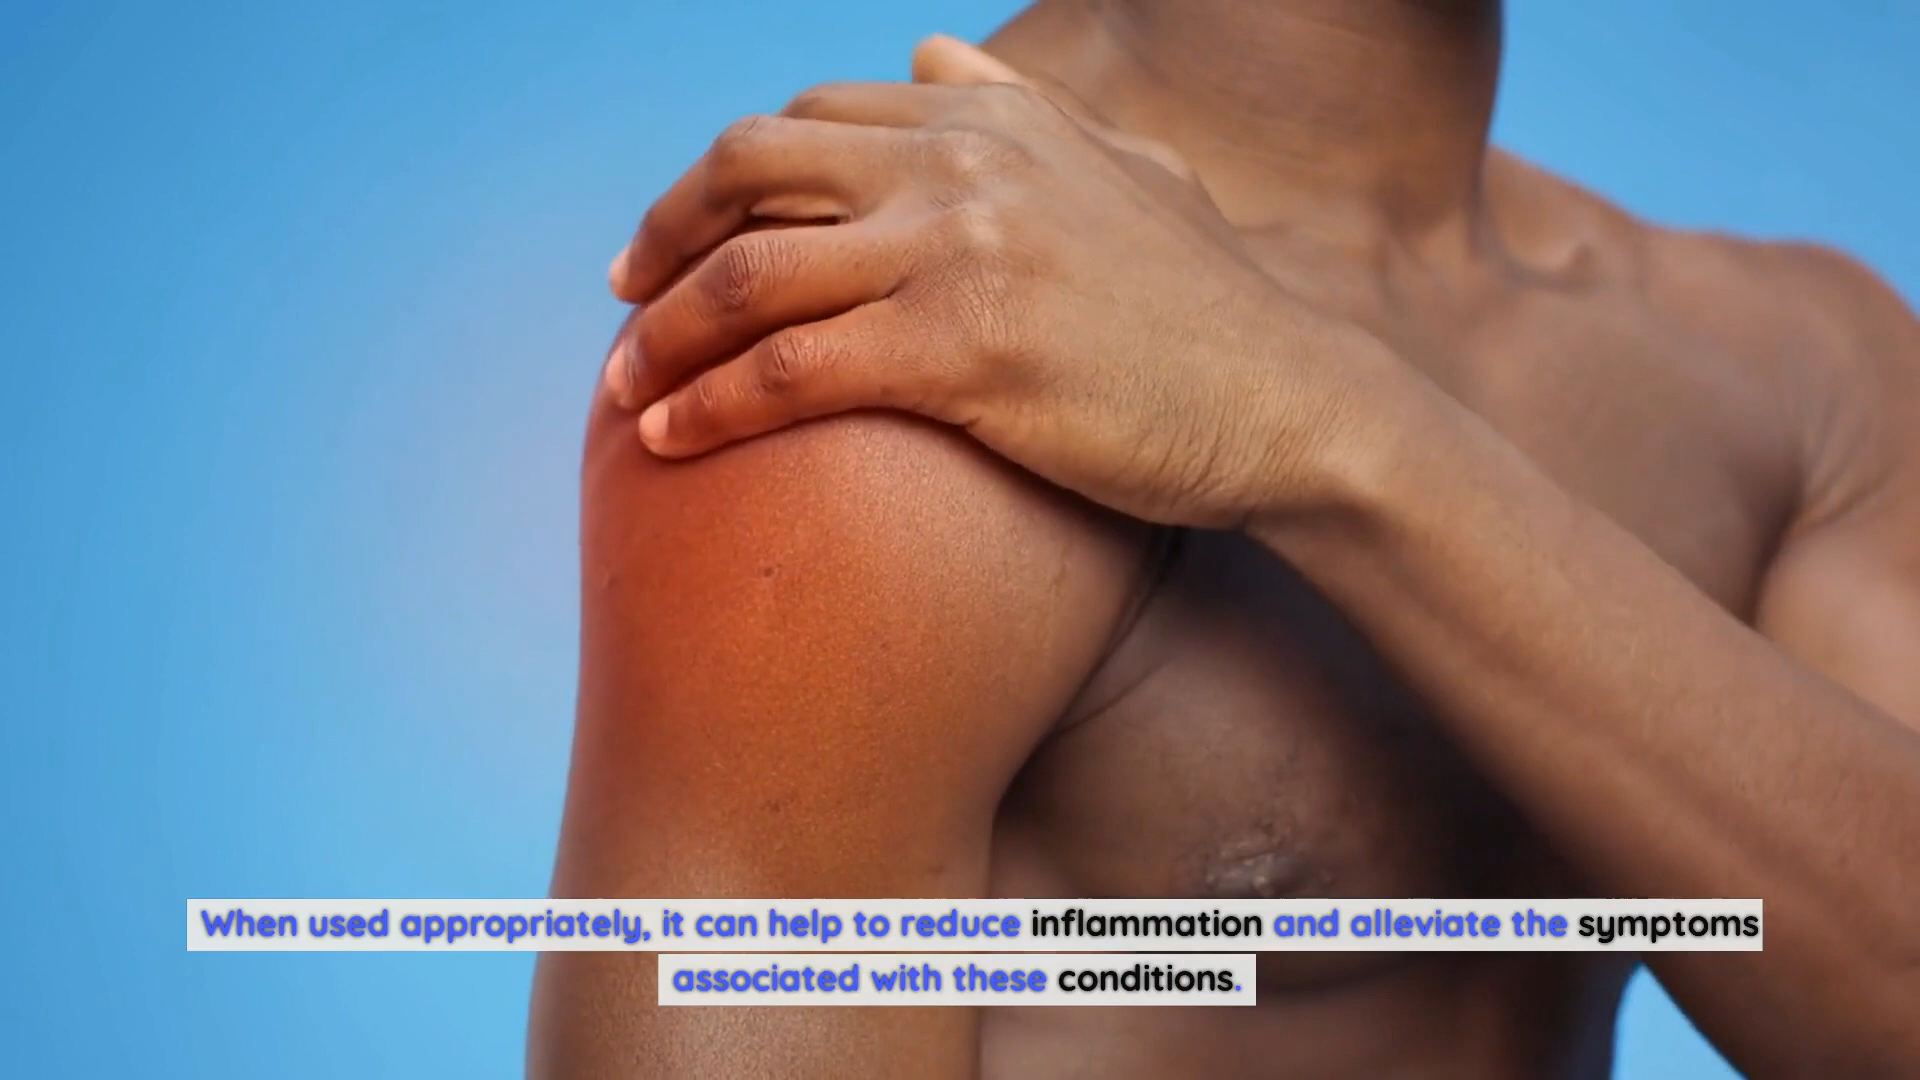 When used appropriately, it can help to reduce inflammation and alleviate the symptoms
associated with these conditions.